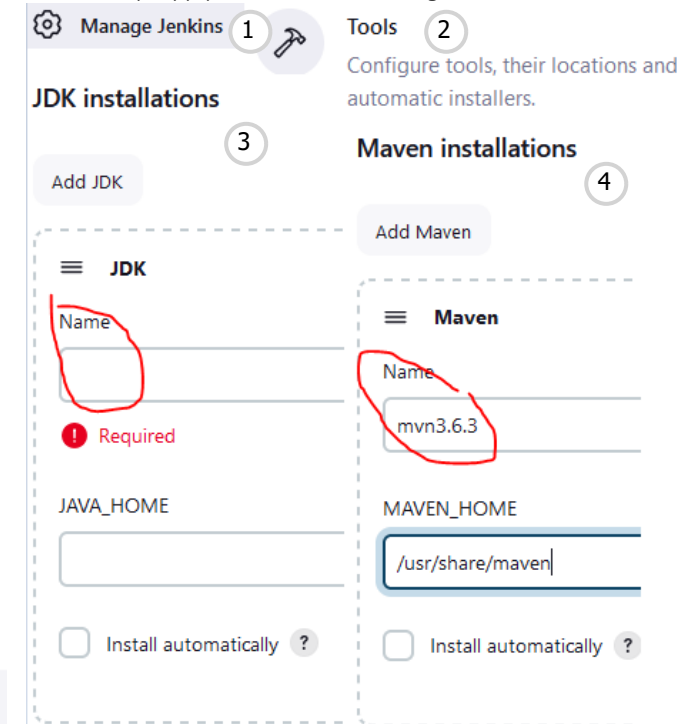 Manage Jenkins 1
Tools 2
Configure tools, their locations and
automatic installers.
JDK installations
3
Add JDK
JDK
Name
Required
JAVA_HOME
Install automatically ?
Maven installations
4
Add Maven
Maven
Name
mvn3.6.3
MAVEN_HOME
/usr/share/maven
Install automatically ?